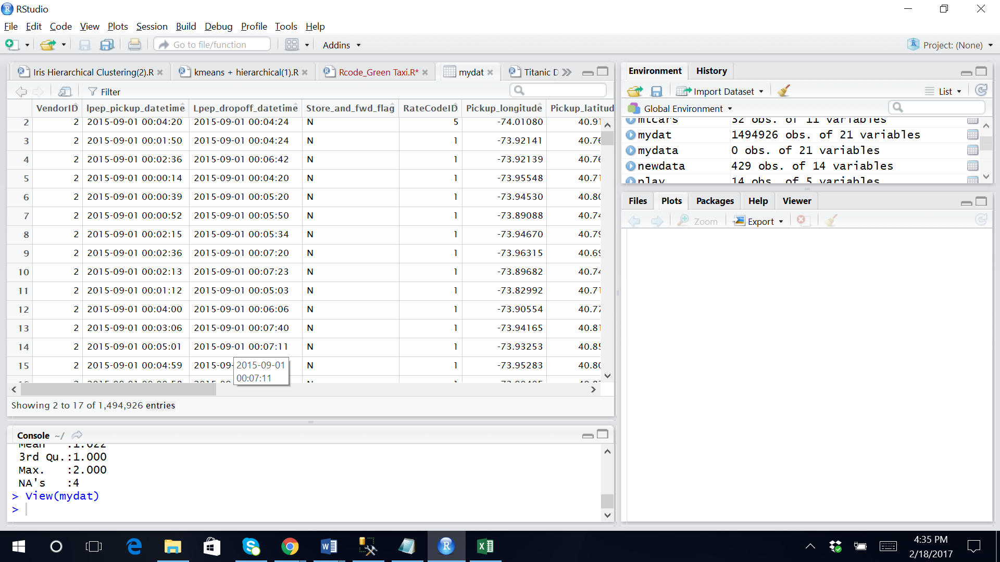 RStudio
File Edit Code View Plots Session Build Debug Profile Tools Help
Go to file/function Addins Project: (None)
Iris Hierarchical Clustering(2).R kmeans + hierarchical(1).R Rcode_Green Taxi.R* mydat Titanic D
Filter
VendorID lpep_pickup_datetime Lpep_dropoff_datetime Store_and_fwd_flag RateCodeID Pickup_longitude Pickup_latitud
2 2 2015-09-01 00:04:20 2015-09-01 00:04:24 N 5 -74.01080 40.91
3 2 2015-09-01 00:01:50 2015-09-01 00:04:24 N 1 -73.92141 40.76
4 2 2015-09-01 00:02:36 2015-09-01 00:06:42 N 1 -73.92139 40.76
5 2 2015-09-01 00:00:14 2015-09-01 00:04:20 N 1 -73.95548 40.71
6 2 2015-09-01 00:00:39 2015-09-01 00:05:20 N 1 -73.94530 40.80
7 2 2015-09-01 00:00:52 2015-09-01 00:05:50 N 1 -73.89088 40.74
8 2 2015-09-01 00:02:15 2015-09-01 00:05:34 N 1 -73.94670 40.79
9 2 2015-09-01 00:02:36 2015-09-01 00:07:20 N 1 -73.96315 40.69
10 2 2015-09-01 00:02:13 2015-09-01 00:07:23 N 1 -73.89682 40.74
11 2 2015-09-01 00:01:12 2015-09-01 00:05:03 N 1 -73.82992 40.71
12 2 2015-09-01 00:04:00 2015-09-01 00:06:06 N 1 -73.90554 40.77
13 2 2015-09-01 00:03:06 2015-09-01 00:07:40 N 1 -73.94165 40.81
14 2 2015-09-01 00:05:01 2015-09-01 00:07:11 N 1 -73.93253 40.85
15 2 2015-09-01 00:04:59 2015-09- N 1 -73.95283 40.80
2015-09-01
00:07:11
Showing 2 to 17 of 1,494,926 entries
Console ~/
Mean :1.022
3rd Qu.:1.000
Max. :2.000
NA's :4
> View(mydat)
>
Environment History
Import Dataset List
Global Environment
mtcars 32 obs. of 11 variables
mydat 1494926 obs. of 21 variables
mydata 0 obs. of 21 variables
newdata 429 obs. of 14 variables
play 14 obs. of 5 variables
Files Plots Packages Help Viewer
Zoom Export
4:35 PM
2/18/2017